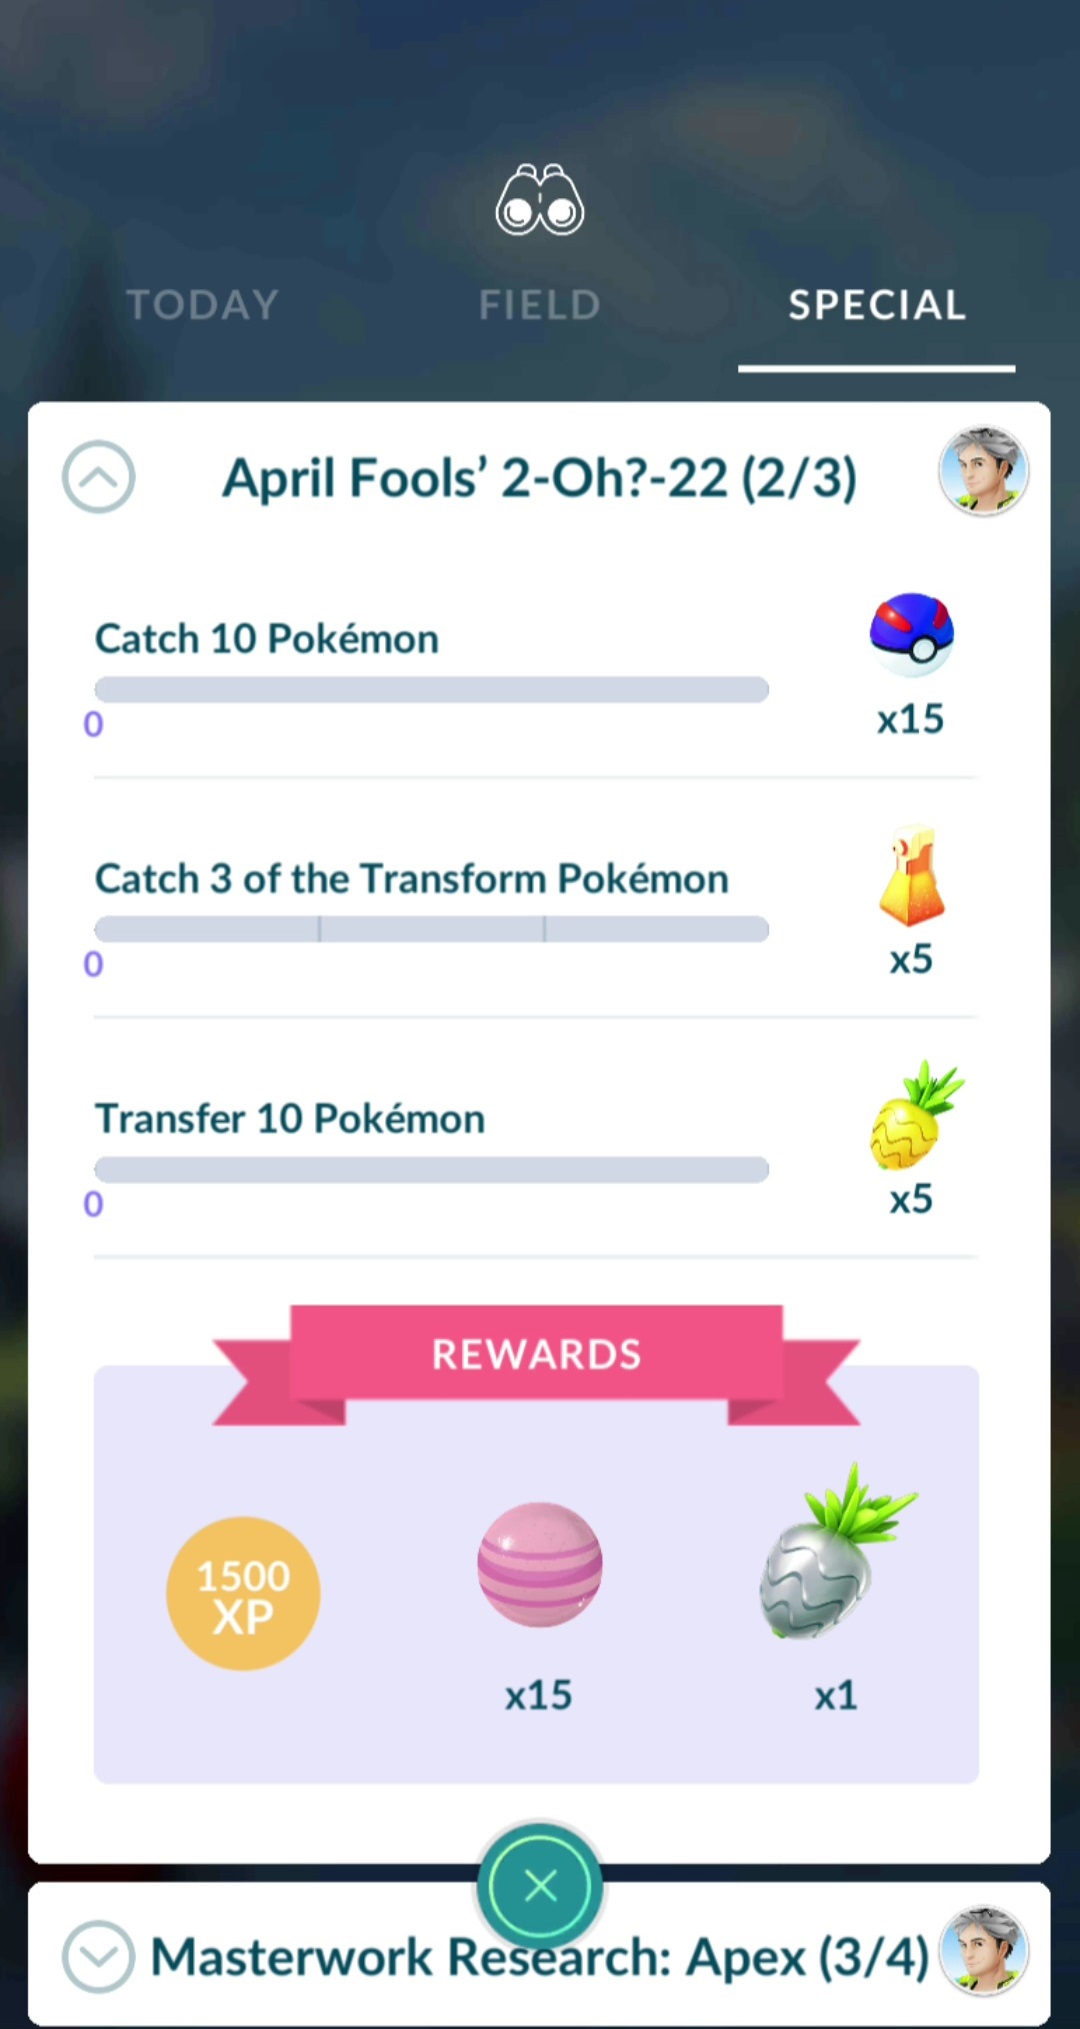 TODAY
FIELD
SPECIAL
April Fools’ 2-Oh?-22 (2/3)
Catch 10 Pokémon
0
x15
Catch 3 of the Transform Pokémon
0
x5
Transfer 10 Pokémon
0
x5
REWARDS
1500
XP
x15
x1
Masterwork Research: Apex (3/4)